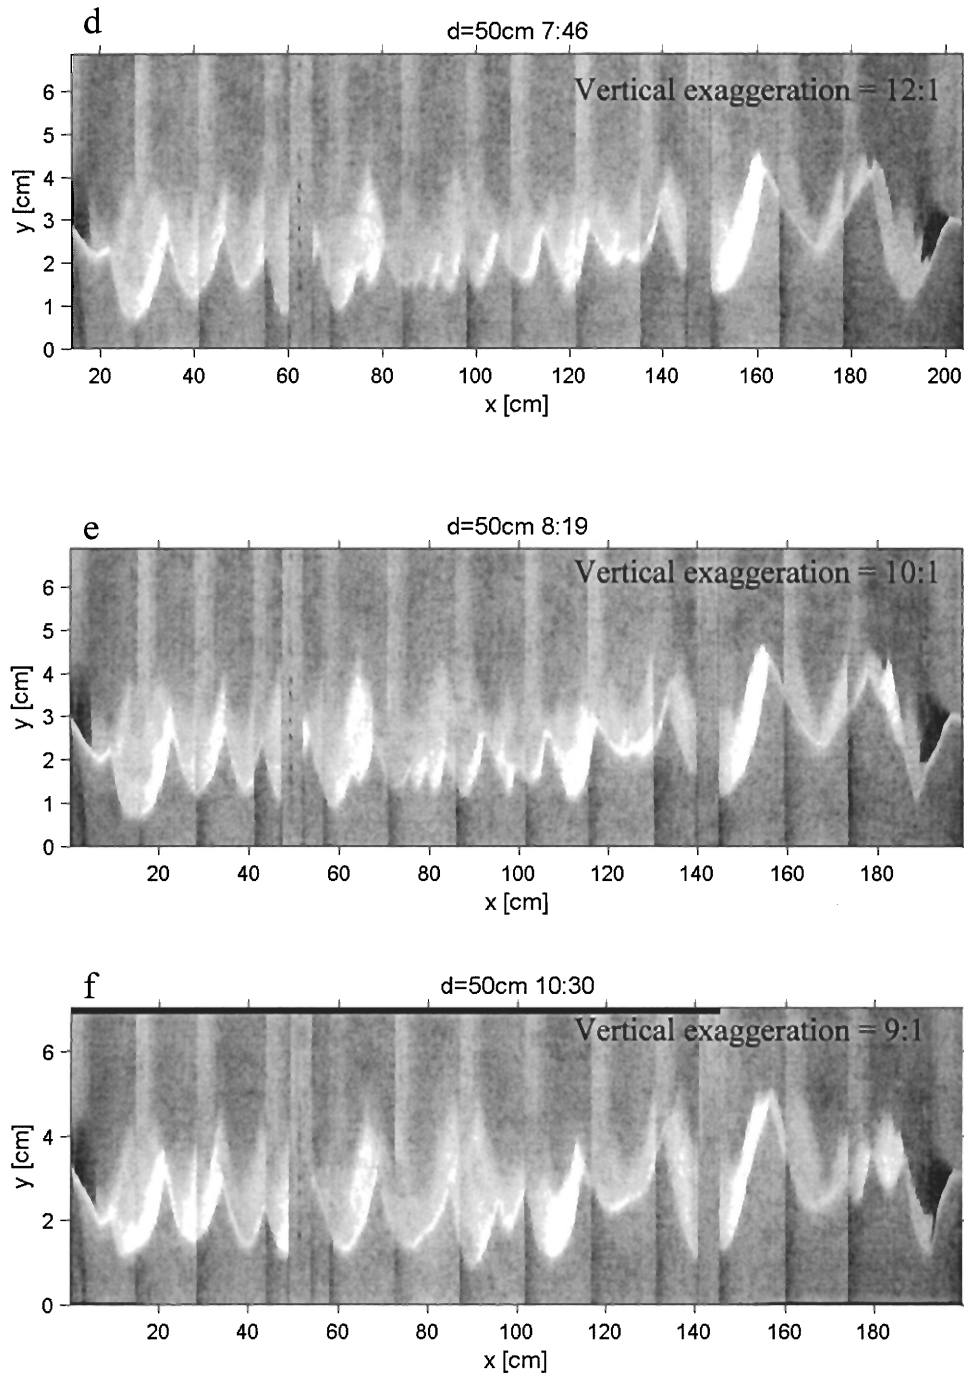 d
d=50cm 7:46
Vertical exaggeration = 12:1
6
5
4
3
2
1
0
y [cm]
20 40 60 80 100 120 140 160 180 200
x [cm]
e
d=50cm 8:19
Vertical exaggeration = 10:1
6
5
4
3
2
1
0
y [cm]
20 40 60 80 100 120 140 160 180
x [cm]
f
d=50cm 10:30
Vertical exaggeration = 9:1
6
4
2
0
y [cm]
20 40 60 80 100 120 140 160 180
x [cm]